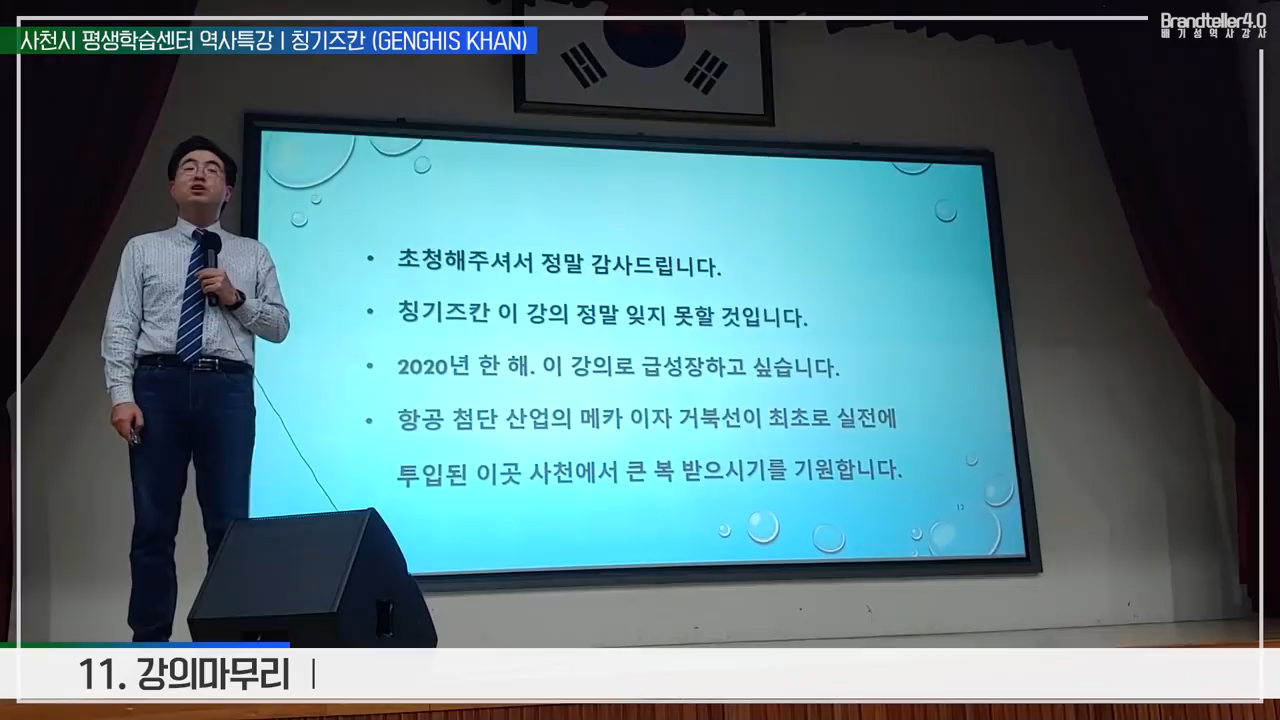 사천시 평생학습센터 역사특강 | 칭기즈칸 (GENGHIS KHAN)
Brandteller4.0
배기성역사강사
• 초청해주셔서 정말 감사드립니다.
• 칭기즈칸 이 강의 정말 잊지 못할 것입니다.
• 2020년 한 해. 이 강의로 급성장하고 싶습니다.
• 항공 첨단 산업의 메카 이자 거북선이 최초로 실전에
투입된 이곳 사천에서 큰 복 받으시기를 기원합니다.
13
11. 강의마무리 |